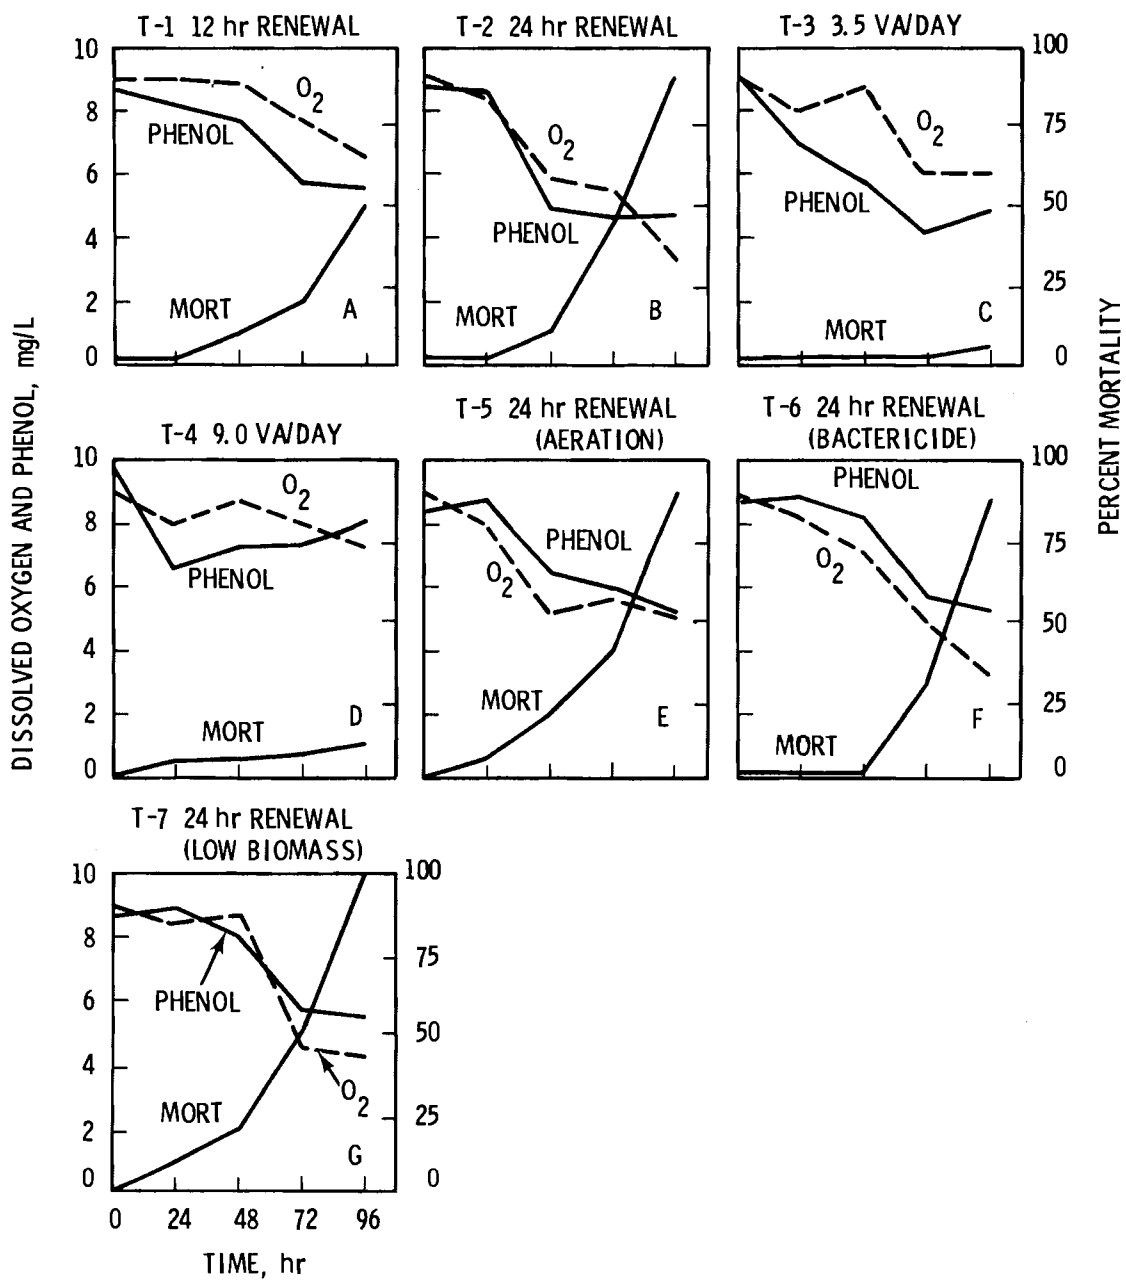 T-1 12 hr RENEWAL
T-2 24 hr RENEWAL
T-3 3.5 VA/DAY
10
8
6
4
2
0
O2
PHENOL
MORT
A
O2
PHENOL
MORT
B
O2
PHENOL
MORT
C
100
75
50
25
0
DISSOLVED OXYGEN AND PHENOL, mg/L
PERCENT MORTALITY
T-4 9.0 VA/DAY
T-5 24 hr RENEWAL
(AERATION)
T-6 24 hr RENEWAL
(BACTERICIDE)
10
8
6
4
2
0
O2
PHENOL
MORT
D
PHENOL
O2
MORT
E
PHENOL
O2
MORT
F
100
75
50
25
0
T-7 24 hr RENEWAL
(LOW BIOMASS)
10
8
6
4
2
0
PHENOL
O2
MORT
G
100
75
50
25
0
0 24 48 72 96
TIME, hr